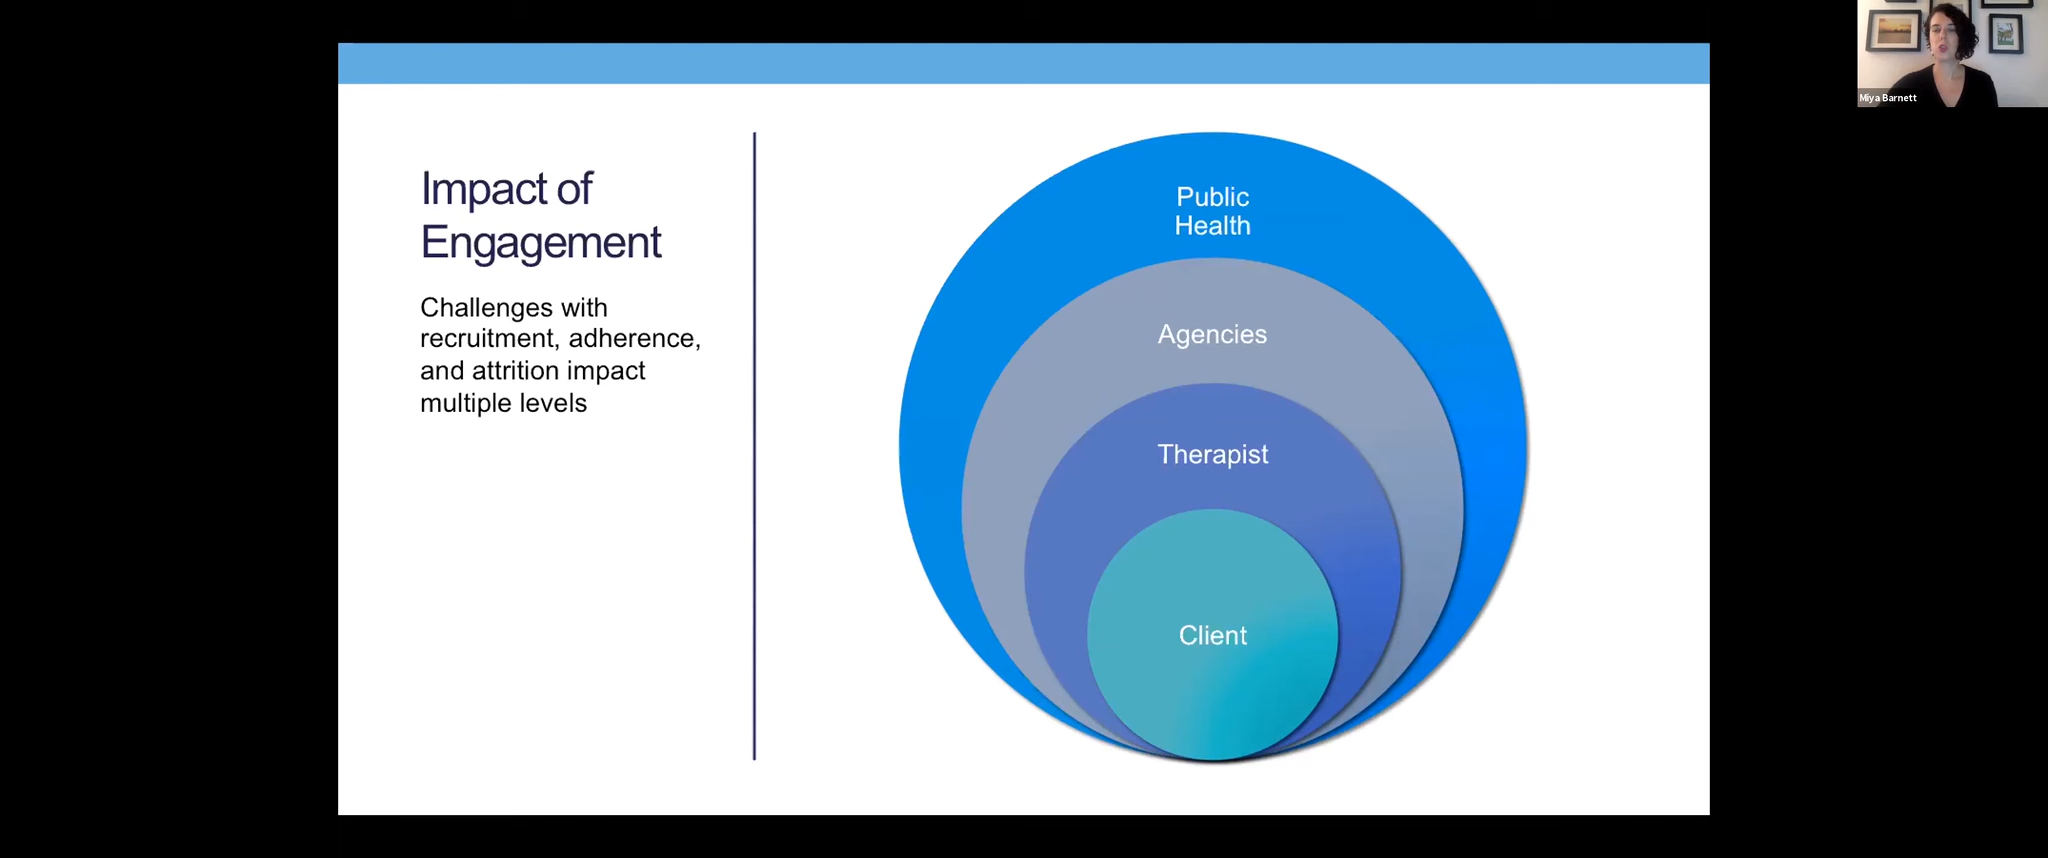 Impact of
Engagement
Challenges with
recruitment, adherence,
and attrition impact
multiple levels
Public
Health
Agencies
Therapist
Client
Miya Barnett